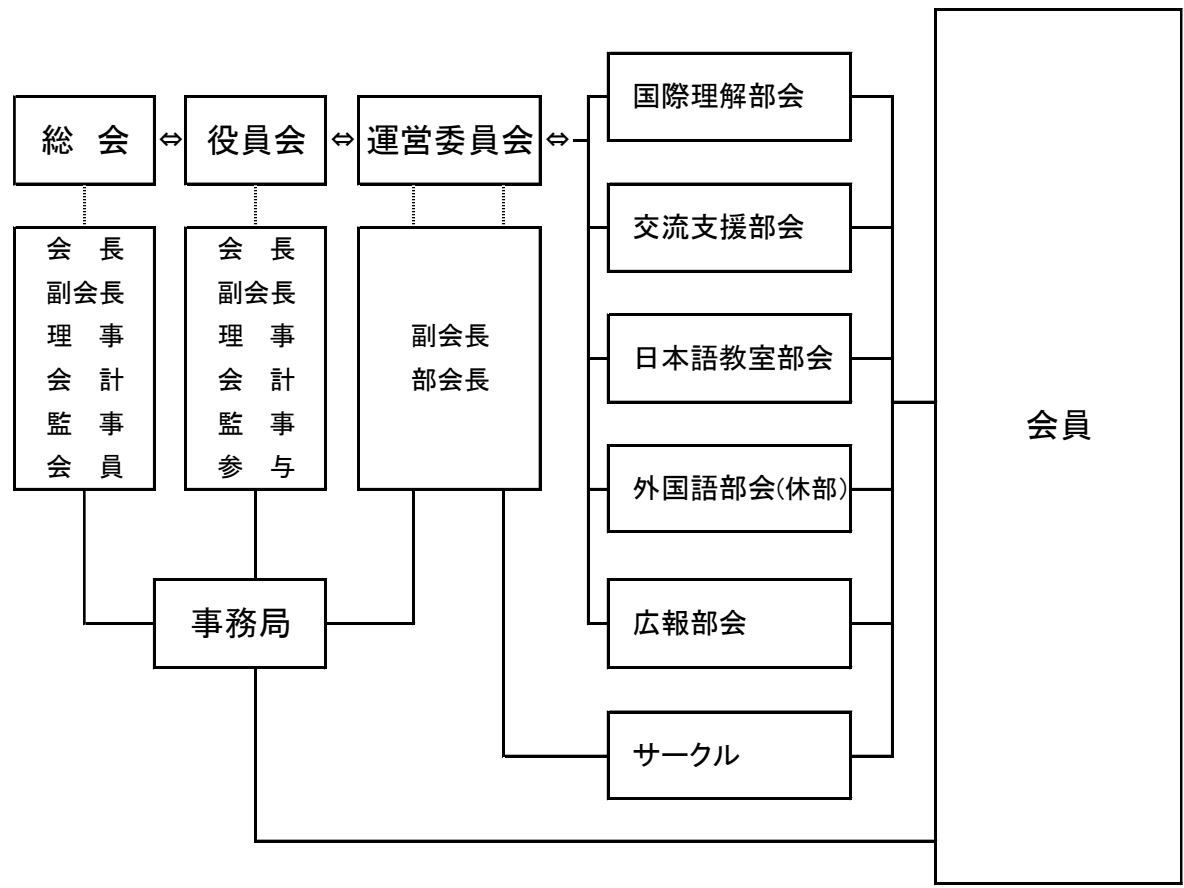 総 会 ⇔ 役員会 ⇔ 運営委員会 ⇔
会 長
副会長
理 事
会 計
監 事
会 員
会 長
副会長
理 事
会 計
監 事
参 与
副会長
部会長
事務局
国際理解部会
交流支援部会
日本語教室部会
外国語部会(休部)
広報部会
サークル
会員